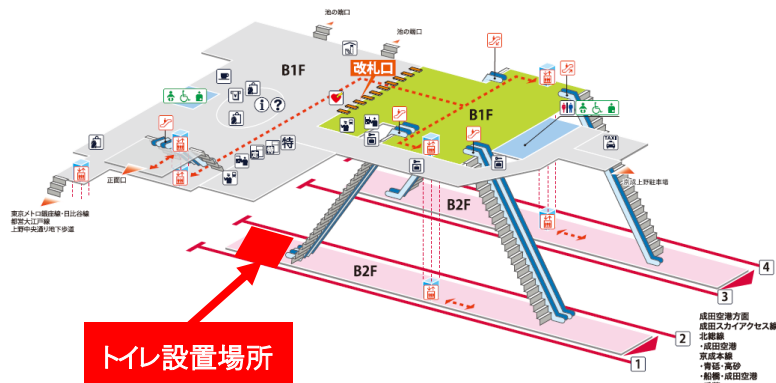 池の端口
池の端口
B1F
改札口
B1F
特
TAXI
正面口
京成上野駐車場
東京メトロ銀座線・日比谷線
都営大江戸線
上野中央通り地下歩道
B2F
B2F
4
3
2
1
トイレ設置場所
成田空港方面
成田スカイアクセス線
北総線
・成田空港
京成本線
・青砥・高砂
・船橋・成田空港